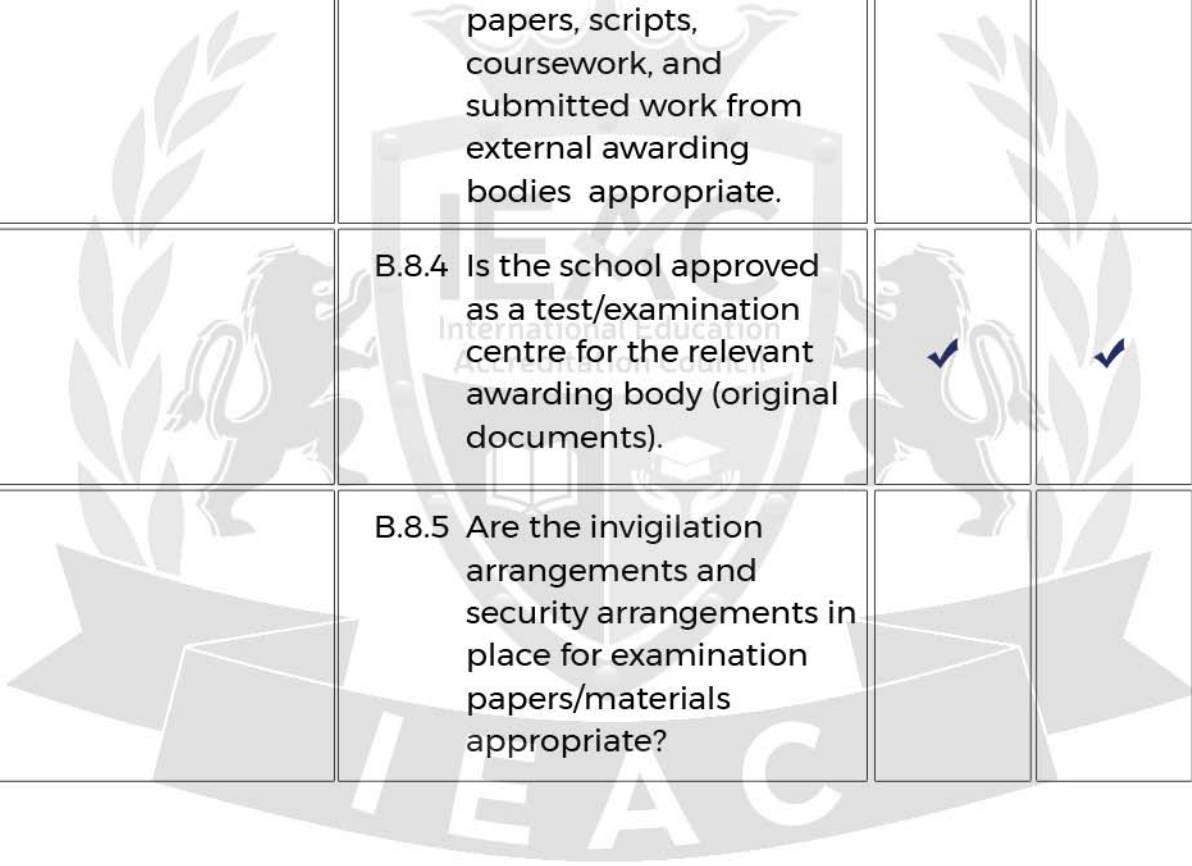 papers, scripts,
coursework, and
submitted work from
external awarding
bodies appropriate.
B.8.4 Is the school approved
as a test/examination
centre for the relevant
awarding body (original
documents).
B.8.5 Are the invigilation
arrangements and
security arrangements in
place for examination
papers/materials
appropriate?
IEAC
International Education
Accreditation Council
IEAC